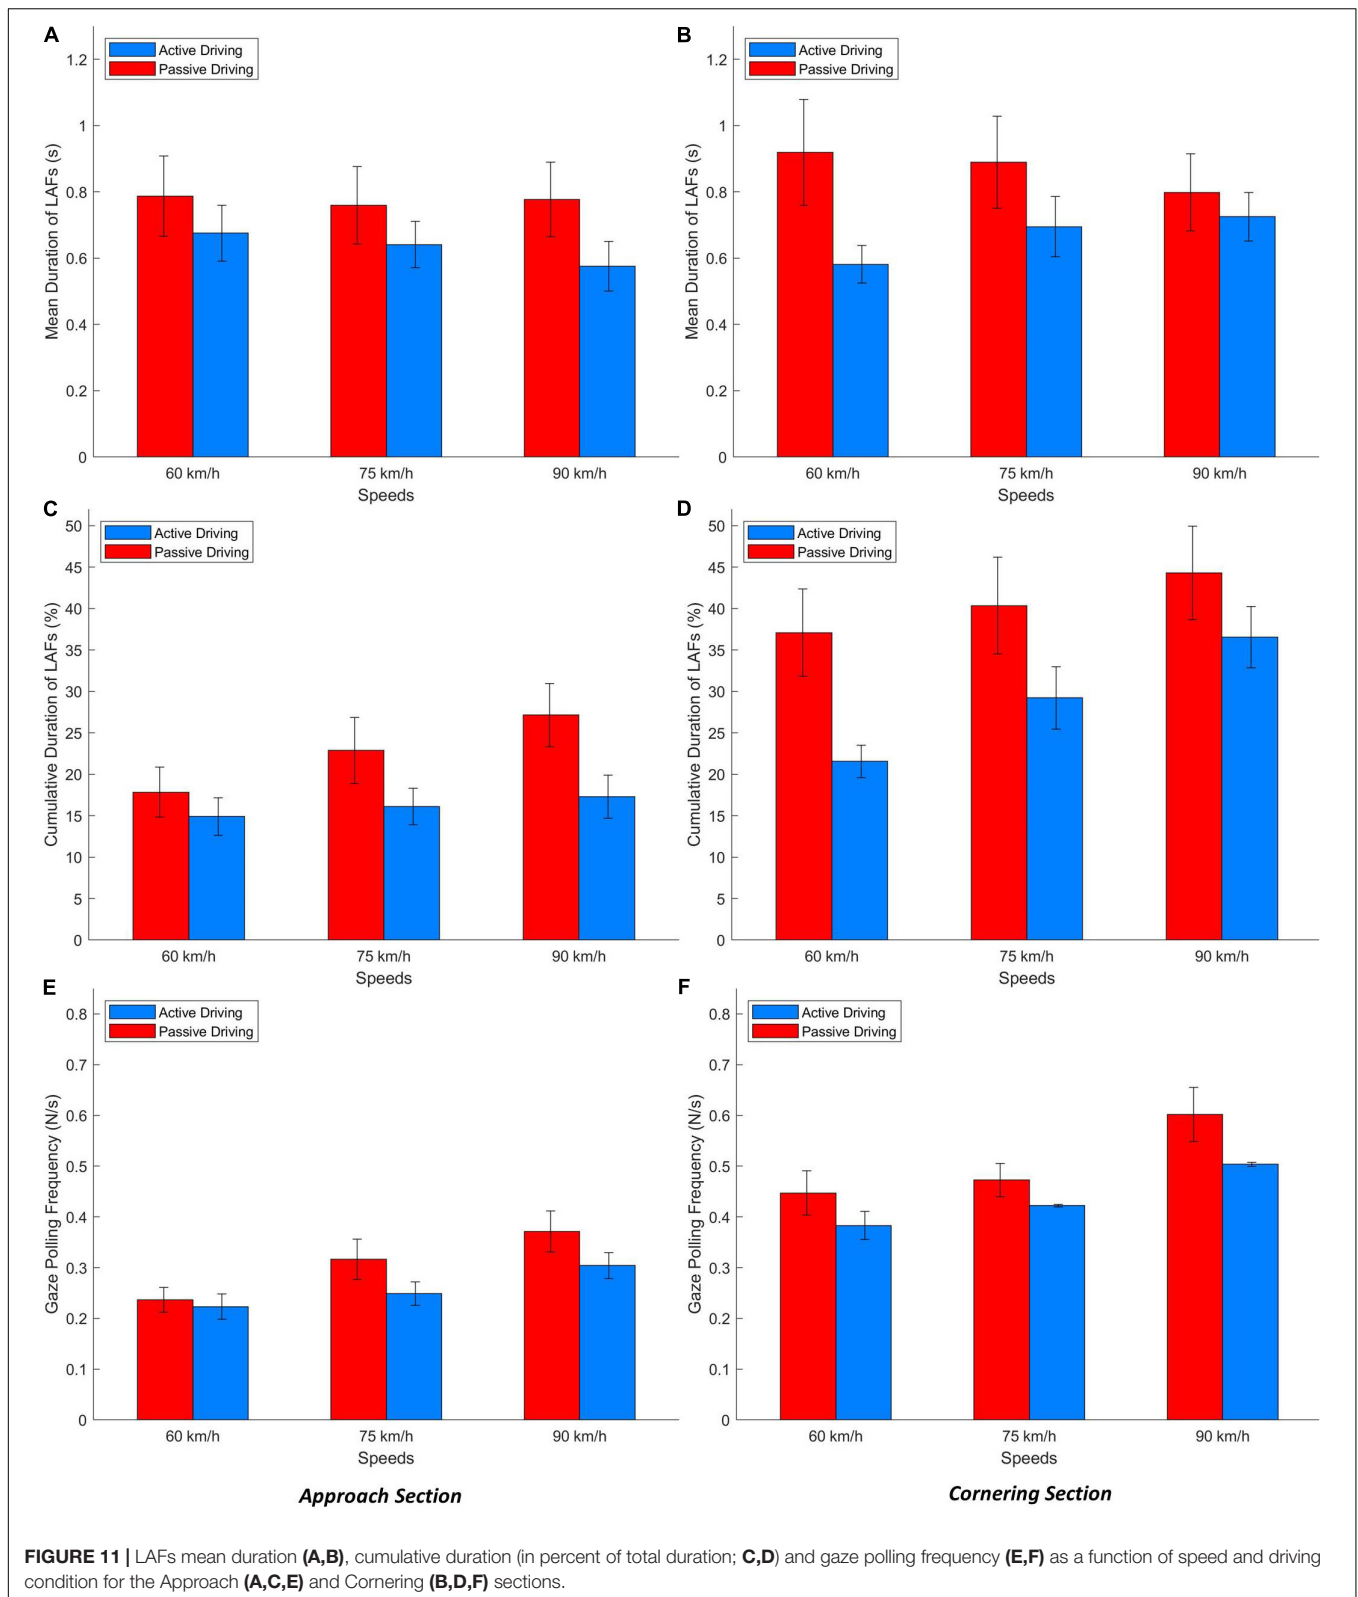 A
Active Driving
Passive Driving
1.2
1
0.8
0.6
0.4
0.2
0
Mean Duration of LAFs (s)
60 km/h 75 km/h 90 km/h
Speeds
B
Active Driving
Passive Driving
1.2
1
0.8
0.6
0.4
0.2
0
Mean Duration of LAFs (s)
60 km/h 75 km/h 90 km/h
Speeds
C
Active Driving
Passive Driving
50
45
40
35
30
25
20
15
10
5
0
Cumulative Duration of LAFs (%)
60 km/h 75 km/h 90 km/h
Speeds
D
Active Driving
Passive Driving
50
45
40
35
30
25
20
15
10
5
0
Cumulative Duration of LAFs (%)
60 km/h 75 km/h 90 km/h
Speeds
E
Active Driving
Passive Driving
0.8
0.7
0.6
0.5
0.4
0.3
0.2
0.1
0
Gaze Polling Frequency (N/s)
60 km/h 75 km/h 90 km/h
Speeds
Approach Section
F
Active Driving
Passive Driving
0.8
0.7
0.6
0.5
0.4
0.3
0.2
0.1
0
Gaze Polling Frequency (N/s)
60 km/h 75 km/h 90 km/h
Speeds
Cornering Section
FIGURE 11 | LAFs mean duration (A,B), cumulative duration (in percent of total duration; C,D) and gaze polling frequency (E,F) as a function of speed and driving
condition for the Approach (A,C,E) and Cornering (B,D,F) sections.